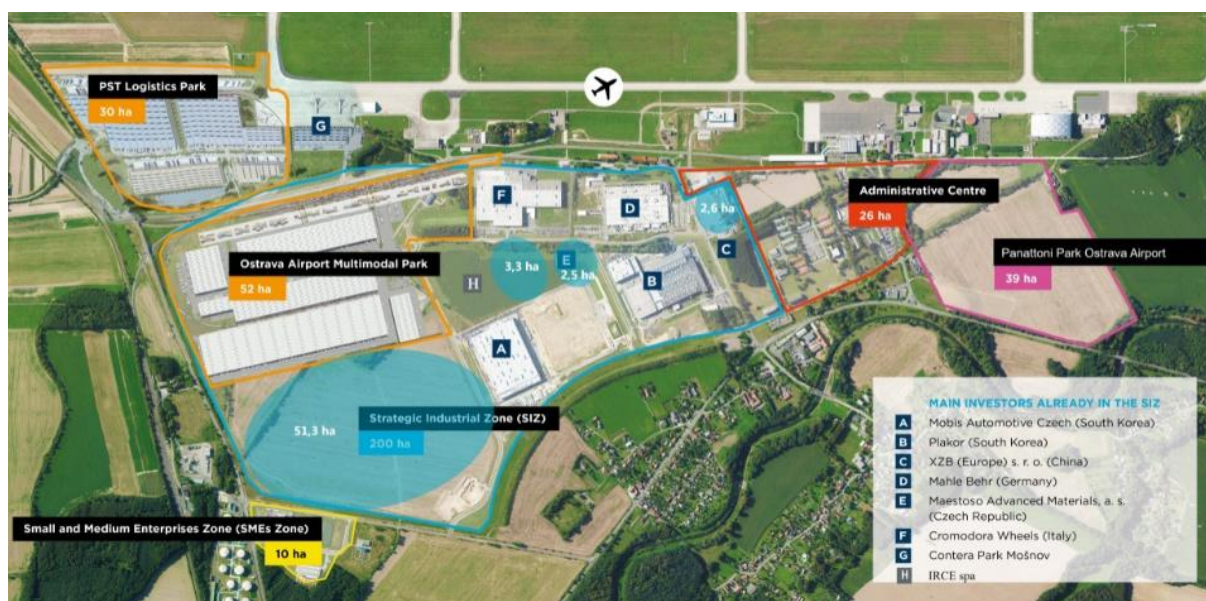 PST Logistics Park
30 ha
G
F
D
2,6 ha
Administrative Centre
26 ha
Panattoni Park Ostrava Airport
39 ha
Ostrava Airport Multimodal Park
52 ha
H
3,3 ha
E
2,5 ha
B
C
A
Strategic Industrial Zone (SIZ)
200 ha
51,3 ha
Small and Medium Enterprises Zone (SMEs Zone)
10 ha
MAIN INVESTORS ALREADY IN THE SIZ
A Mobis Automotive Czech (South Korea)
B Plakor (South Korea)
C XZB (Europe) s. r. o. (China)
D Mahle Behr (Germany)
E Maestoso Advanced Materials, a. s.
(Czech Republic)
F Cromodora Wheels (Italy)
G Contera Park Mošnov
H IRCE spa